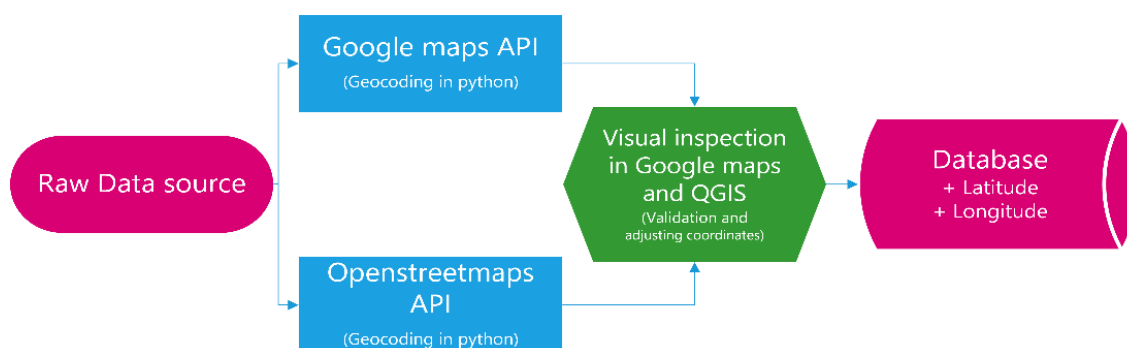 Google maps API
(Geocoding in python)
Raw Data source
Visual inspection
in Google maps
and QGIS
(Validation and
adjusting coordinates)
Database
+ Latitude
+ Longitude
Openstreetmaps
API
(Geocoding in python)